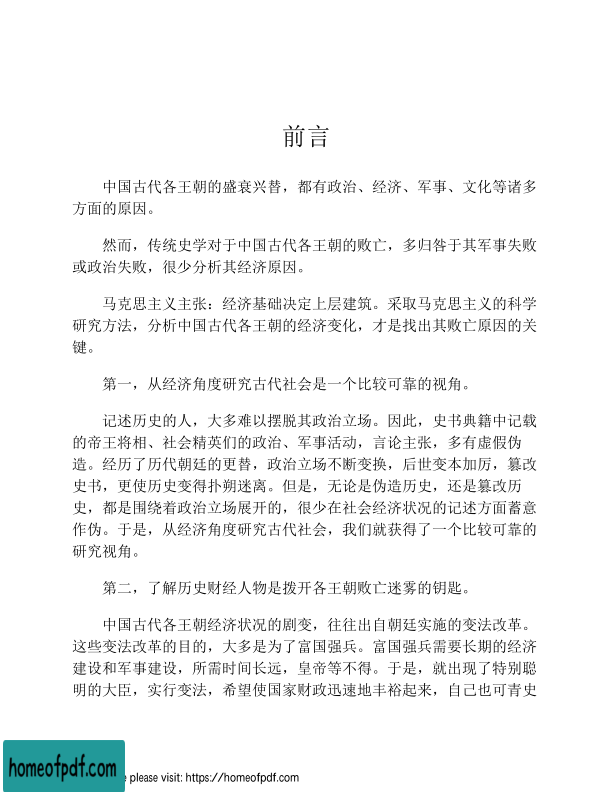 前言
中国古代各王朝的盛衰兴替，都有政治、经济、军事、文化等诸多
方面的原因。
然而，传统史学对于中国古代各王朝的败亡，多归咎于其军事失败
或政治失败，很少分析其经济原因。
马克思主义主张：经济基础决定上层建筑。采取马克思主义的科学
研究方法，分析中国古代各王朝的经济变化，才是找出其败亡原因的关
键。
第一，从经济角度研究古代社会是一个比较可靠的视角。
记述历史的人，大多难以摆脱其政治立场。因此，史书典籍中记载
的帝王将相、社会精英们的政治、军事活动，言论主张，多有虚假伪
造。经历了历代朝廷的更替，政治立场不断变换，后世变本加厉，篡改
史书，更使历史变得扑朔迷离。但是，无论是伪造历史，还是篡改历
史，都是围绕着政治立场展开的，很少在社会经济状况的记述方面蓄意
作伪。于是，从经济角度研究古代社会，我们就获得了一个比较可靠的
研究视角。
第二，了解历史财经人物是拨开各王朝败亡迷雾的钥匙。
中国古代各王朝经济状况的剧变，往往出自朝廷实施的变法改革。
这些变法改革的目的，大多是为了富国强兵。富国强兵需要长期的经济
建设和军事建设，所需时间长远，皇帝等不得。于是，就出现了特别聪
明的大臣，实行变法，希望使国家财政迅速地丰裕起来，自己也可青史
homeofpdf.com
please visit: https://homeofpdf.com